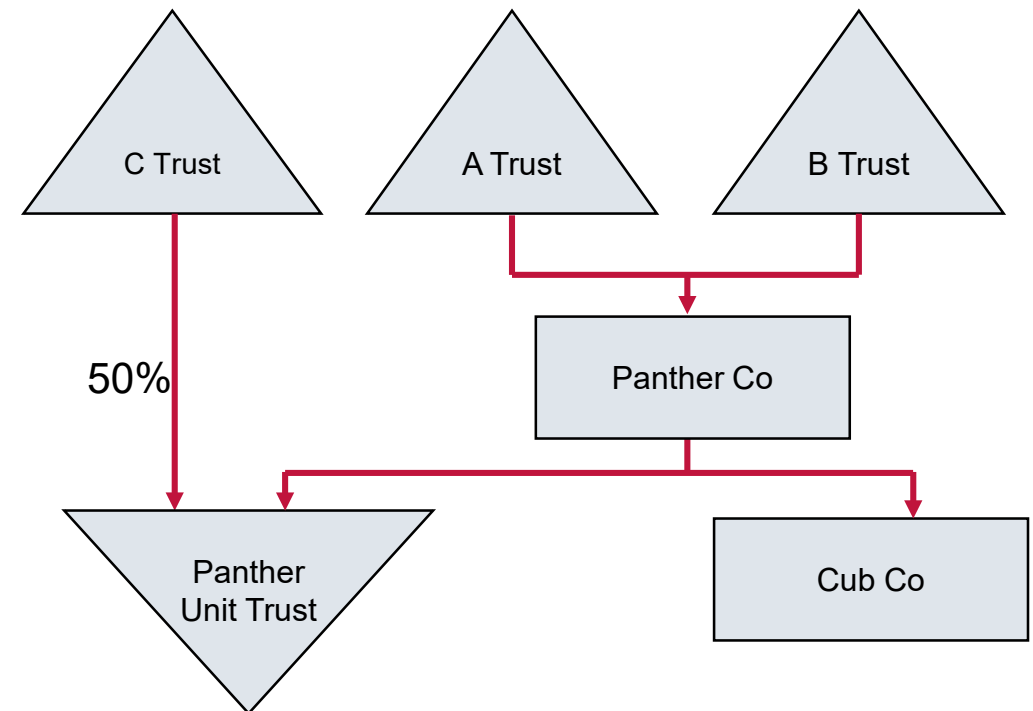 C Trust
A Trust
B Trust
50%
Panther Co
Panther
Unit Trust
Cub Co